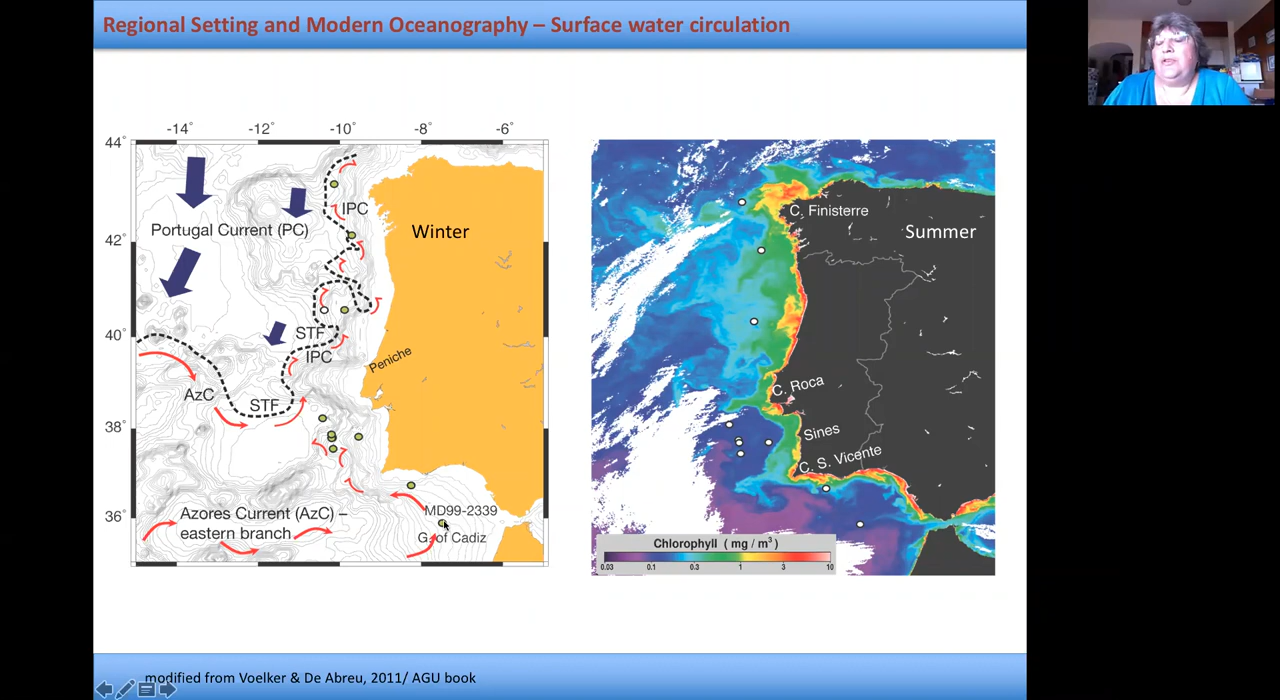 Regional Setting and Modern Oceanography – Surface water circulation
-14° -12° -10° -8° -6°
44°
42°
40°
38°
36°
Portugal Current (PC)
IPC
Winter
STF
IPC
Peniche
AzC
STF
Azores Current (AzC) –
eastern branch
MD99-2339
G. of Cadiz
C. Finisterre
Summer
C. Roca
Sines
C. S. Vicente
Chlorophyll ( mg / m³ )
0.03 0.1 0.3 1 3 10
modified from Voelker & De Abreu, 2011/ AGU book